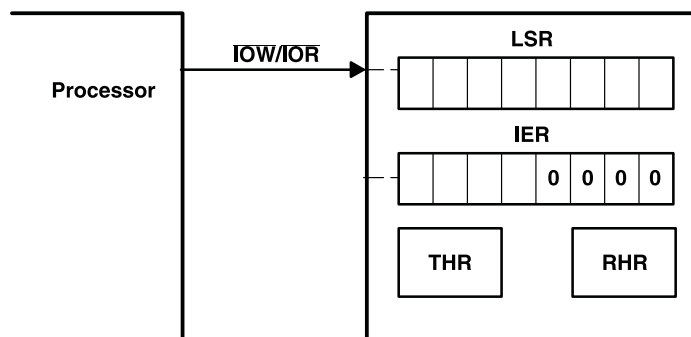 LSR
IOW/IOR
Processor
IER
0 0 0 0
THR RHR